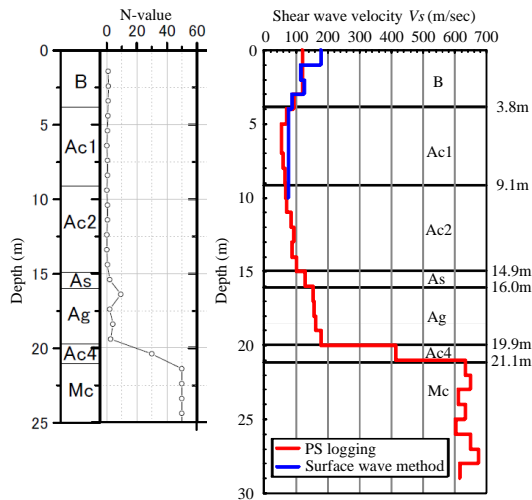 N-value
0 10 20 30 40 50 60
Depth (m)
0
5
10
15
20
25
B
Ac1
Ac2
As
Ag
Ac4
Mc
Shear wave velocity Vs (m/sec)
0 100 200 300 400 500 600 700
Depth (m)
0
5
10
15
20
25
30
B
3.8m
Ac1
9.1m
Ac2
14.9m
As
16.0m
Ag
19.9m
Ac4
21.1m
Mc
PS logging
Surface wave method